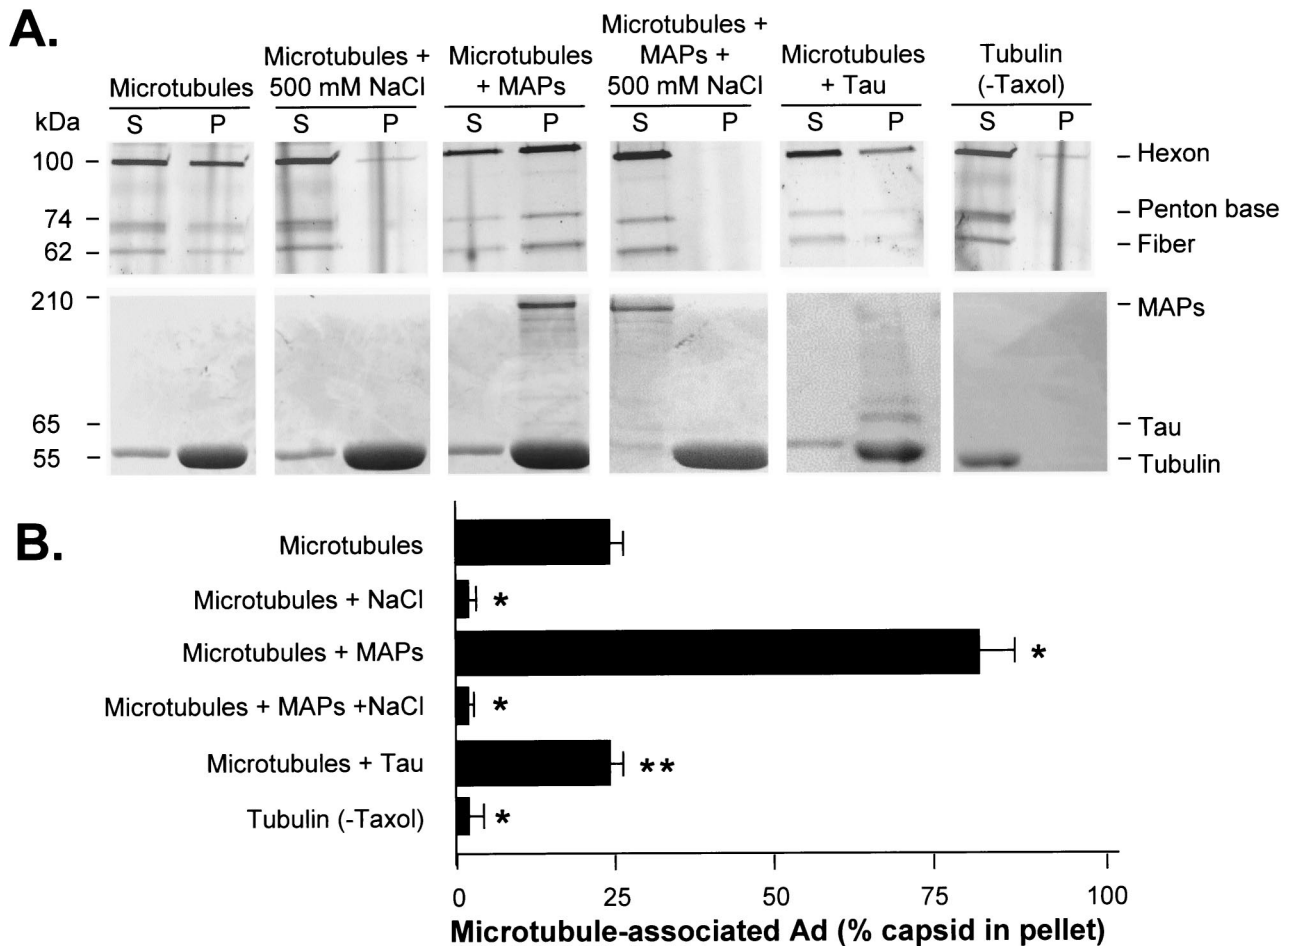 A.
Microtubules
Microtubules +
500 mM NaCl
Microtubules
+ MAPs
Microtubules +
MAPs +
500 mM NaCl
Microtubules
+ Tau
Tubulin
(-Taxol)
kDa
S P S P S P S P S P S P
100
74
62
210
65
55
Hexon
Penton base
Fiber
MAPs
Tau
Tubulin
B.
Microtubules
Microtubules + NaCl *
Microtubules + MAPs *
Microtubules + MAPs +NaCl *
Microtubules + Tau **
Tubulin (-Taxol) *
0 25 50 75 100
Microtubule-associated Ad (% capsid in pellet)